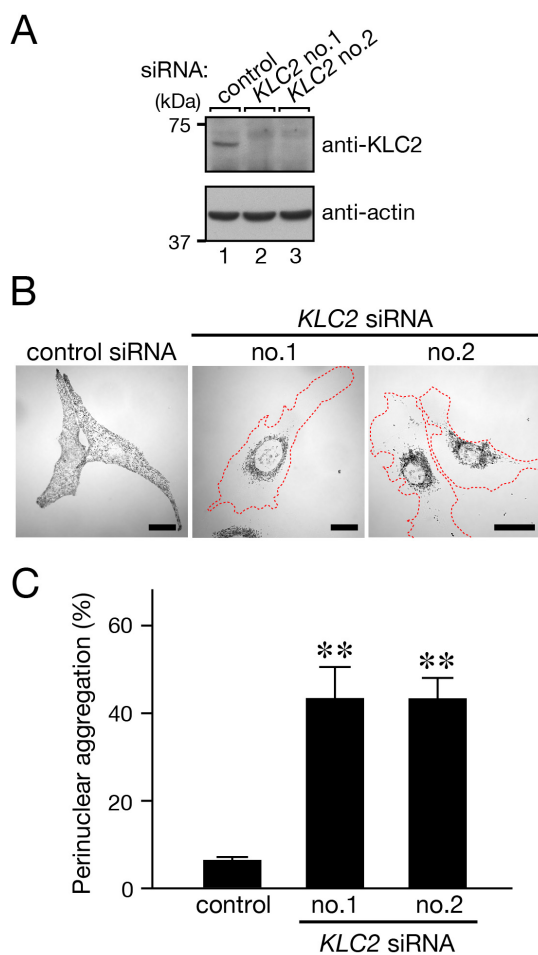 A
siRNA: control KLC2 no.1 KLC2 no.2
(kDa)
75
anti-KLC2
anti-actin
37
1 2 3
B
KLC2 siRNA
control siRNA no.1 no.2
C
Perinuclear aggregation (%)
60
40
20
0
** **
control no.1 no.2
KLC2 siRNA